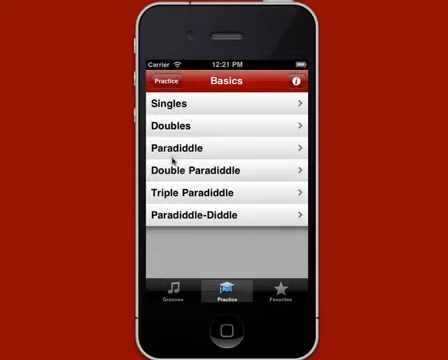 Carrier 12:21 PM
Practice Basics
Singles
Doubles
Paradiddle
Double Paradiddle
Triple Paradiddle
Paradiddle-Diddle
Grooves Practice Favorites